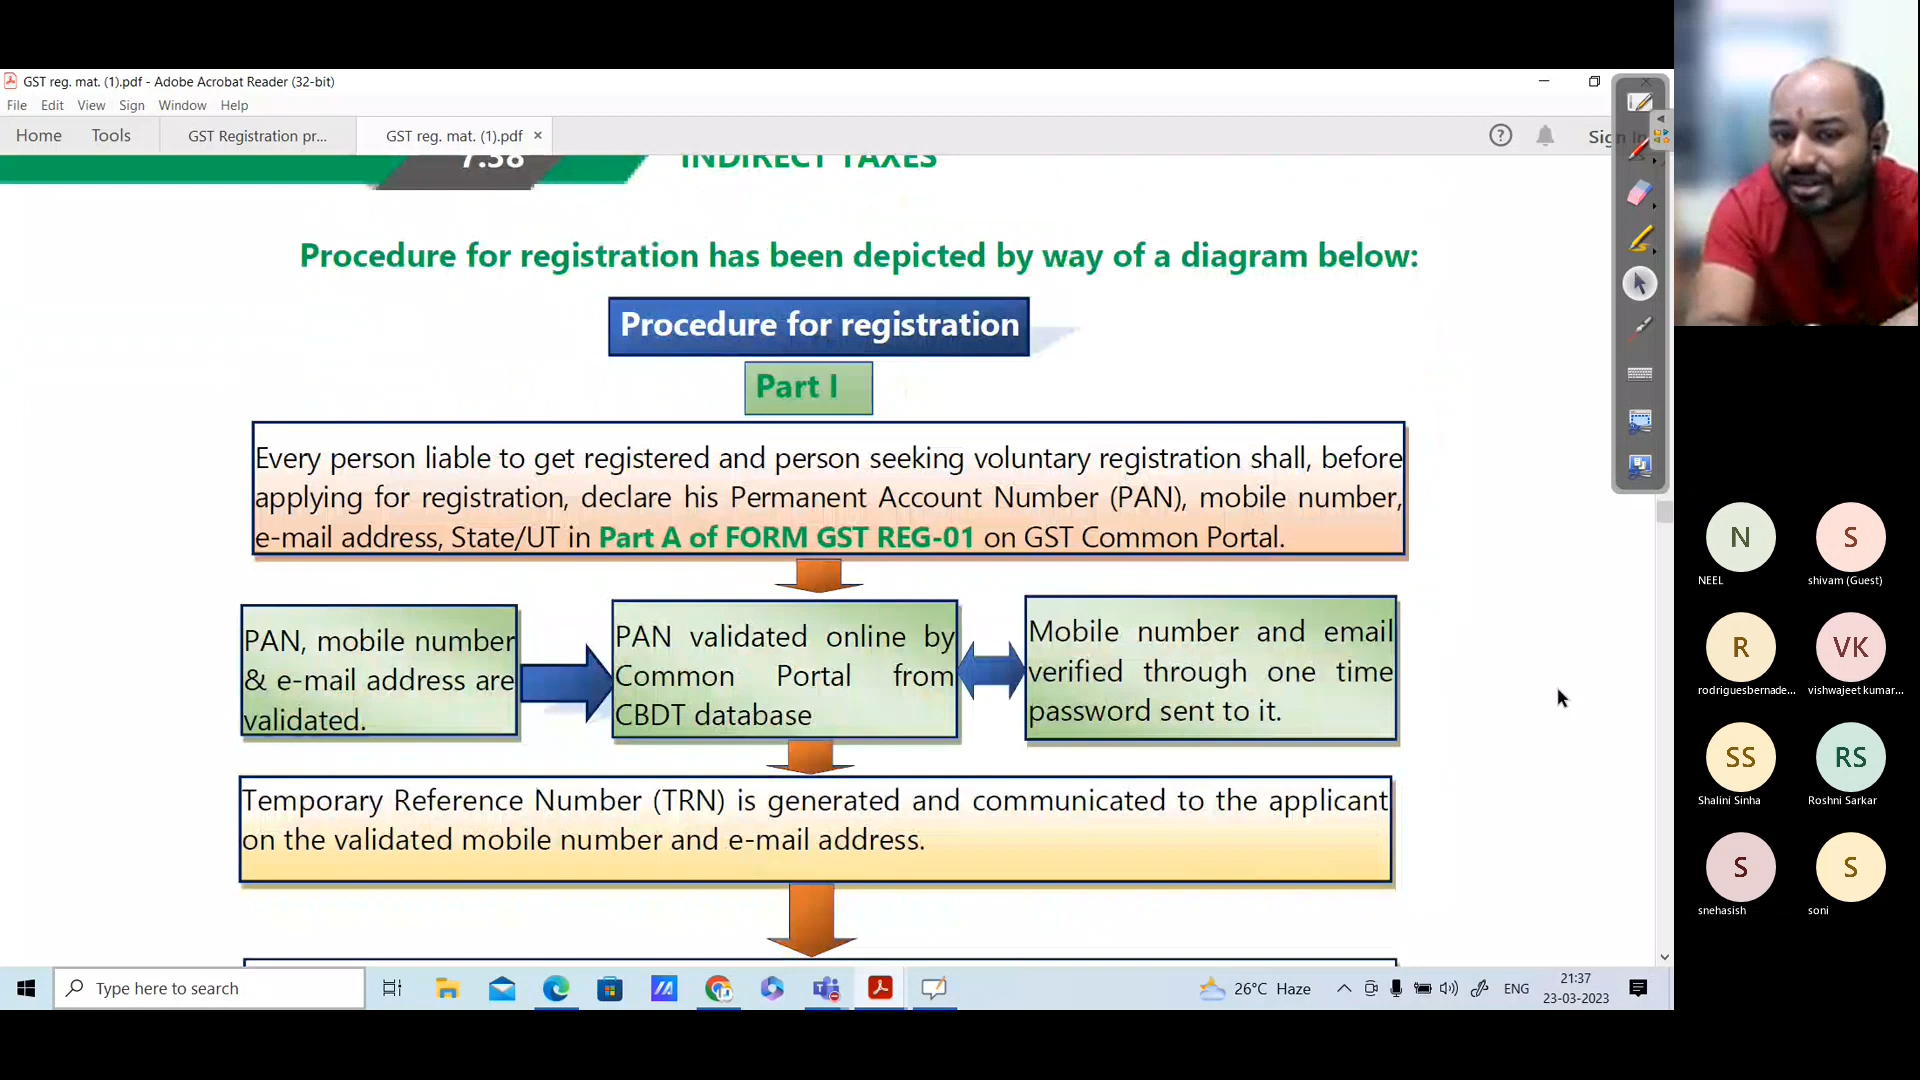 GST reg. mat. (1).pdf - Adobe Acrobat Reader (32-bit)
File Edit View Sign Window Help
Home Tools GST Registration pr... GST reg. mat. (1).pdf × Sign In
7.38 INDIRECT TAXES
Procedure for registration has been depicted by way of a diagram below:
Procedure for registration
Part I
Every person liable to get registered and person seeking voluntary registration shall, before
applying for registration, declare his Permanent Account Number (PAN), mobile number,
e-mail address, State/UT in Part A of FORM GST REG-01 on GST Common Portal.
PAN, mobile number
& e-mail address are
validated.
PAN validated online by
Common Portal from
CBDT database
Mobile number and email
verified through one time
password sent to it.
Temporary Reference Number (TRN) is generated and communicated to the applicant
on the validated mobile number and e-mail address.
N
NEEL
S
shivam (Guest)
R
rodriguesbernade...
VK
vishwajeet kumar...
SS
Shalini Sinha
RS
Roshni Sarkar
S
snehasish
S
soni
Type here to search
26°C Haze
ENG
21:37
23-03-2023